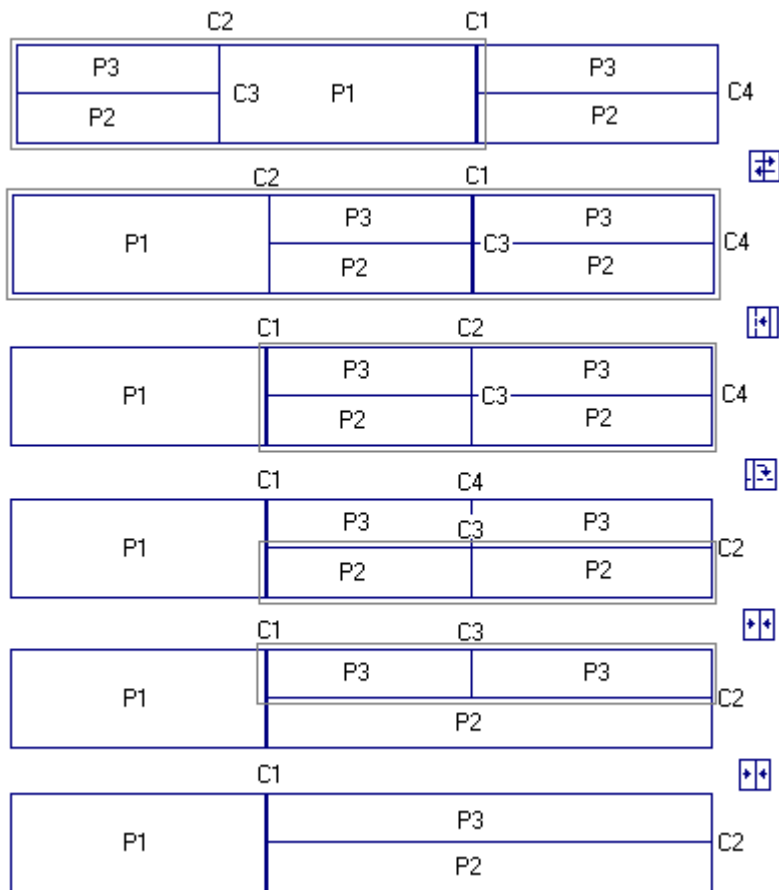 C2 C1
P3 P3
C3 P1 C4
P2 P2
C2 C1
P3 P3
P1 C3 C4
P2 P2
C1 C2
P3 P3
P1 C3 C4
P2 P2
C1 C4
P3 P3
C3
P1 C2
P2 P2
C1 C3
P3 P3
P1 C2
P2
C1
P3
P1 C2
P2